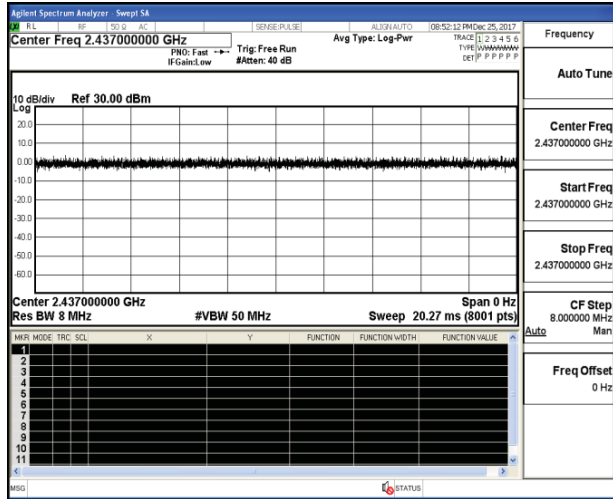 Agilent Spectrum Analyzer - Swept SA
RL RF 50 Ω AC SENSE:PULSE ALIGN AUTO 08:52:12 PM Dec 25, 2017
Center Freq 2.437000000 GHz
PNO: Fast
IFGain:Low
Trig: Free Run
#Atten: 40 dB
Avg Type: Log-Pwr
TRACE 1 2 3 4 5 6
TYPE WWWWWW
DET P P P P P P
10 dB/div Ref 30.00 dBm
Log
20.0
10.0
0.00
-10.0
-20.0
-30.0
-40.0
-50.0
-60.0
Center 2.437000000 GHz Span 0 Hz
Res BW 8 MHz #VBW 50 MHz Sweep 20.27 ms (8001 pts)
MKR MODE TRC SCL X Y FUNCTION FUNCTION WIDTH FUNCTION VALUE
1
2
3
4
5
6
7
8
9
10
11
MSG STATUS
Frequency
Auto Tune
Center Freq
2.437000000 GHz
Start Freq
2.437000000 GHz
Stop Freq
2.437000000 GHz
CF Step
8.000000 MHz
Auto Man
Freq Offset
0 Hz